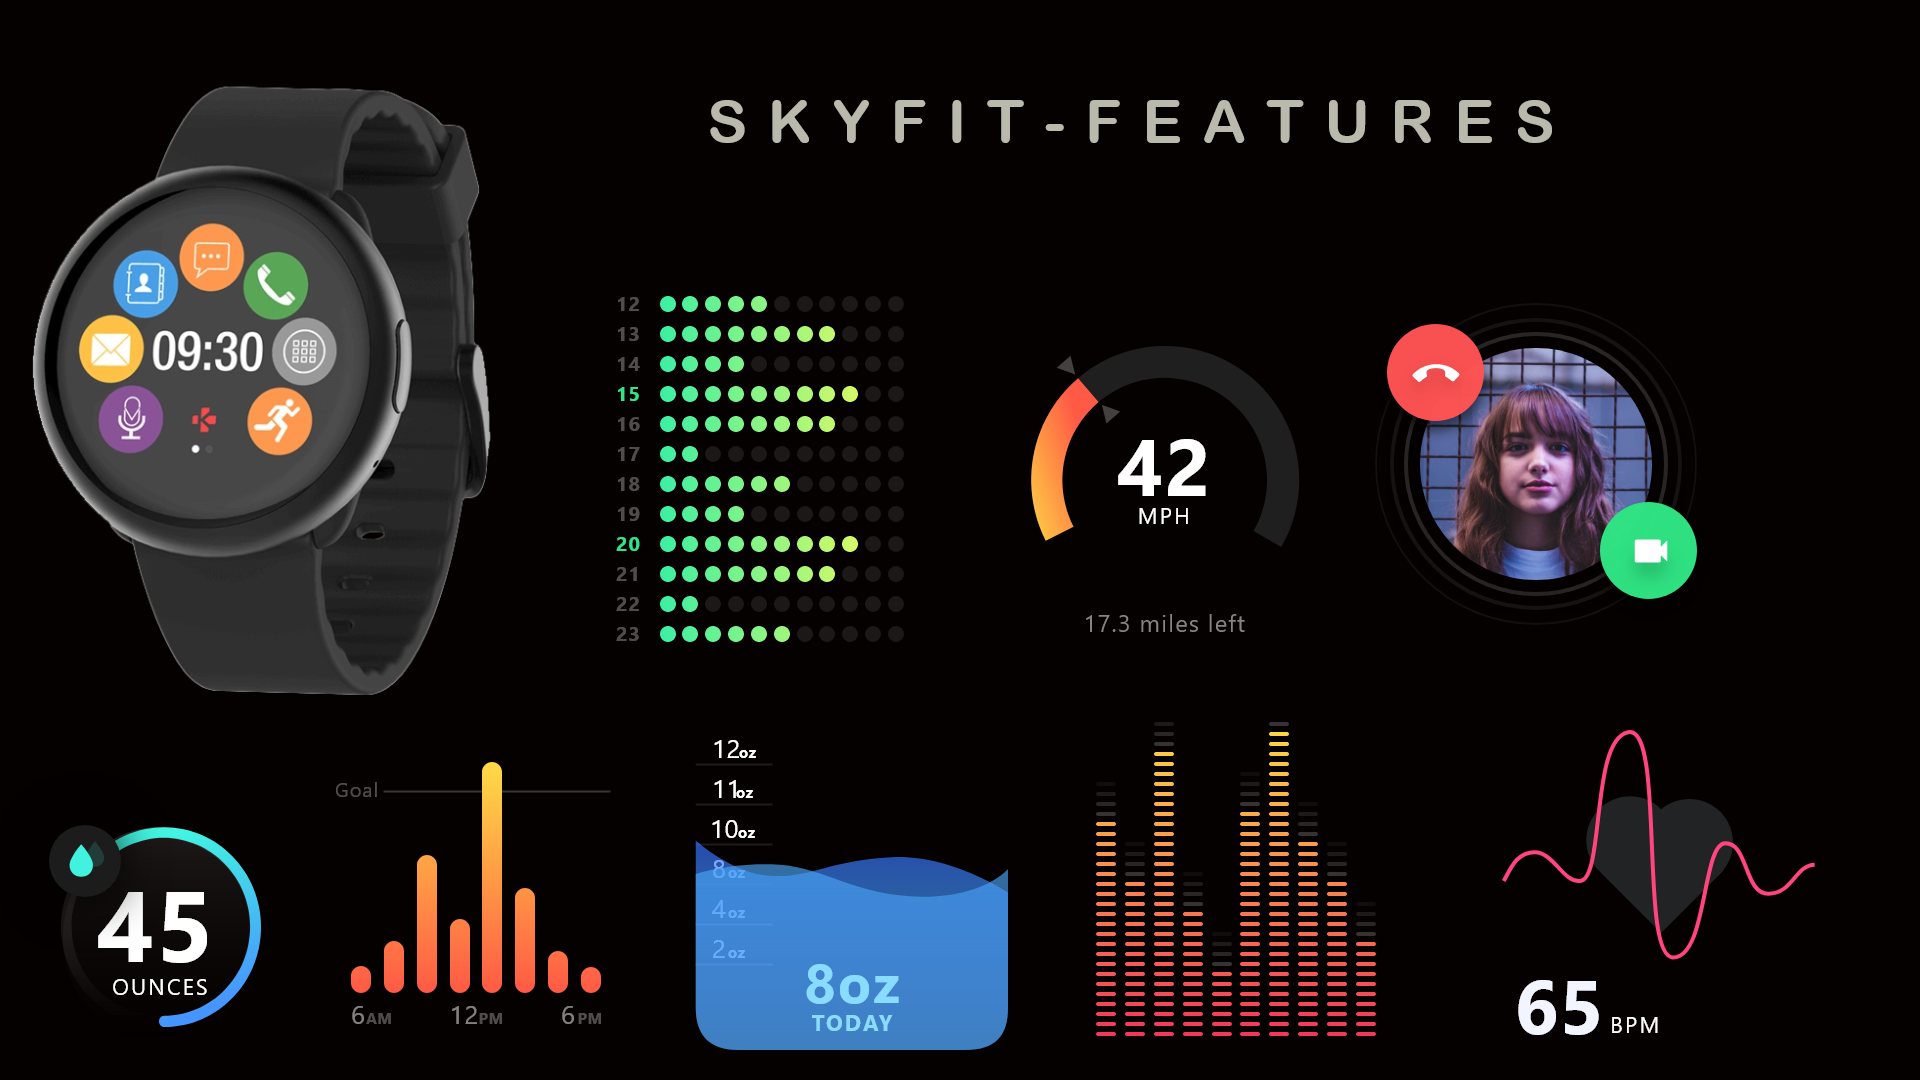 SKYFIT-FEATURES
09:30
12
13
14
15
16
17
18
19
20
21
22
23
42
MPH
17.3 miles left
45
OUNCES
Goal
6AM 12PM 6PM
12oz
11oz
10oz
8oz
4oz
2oz
8oz
TODAY
65 BPM